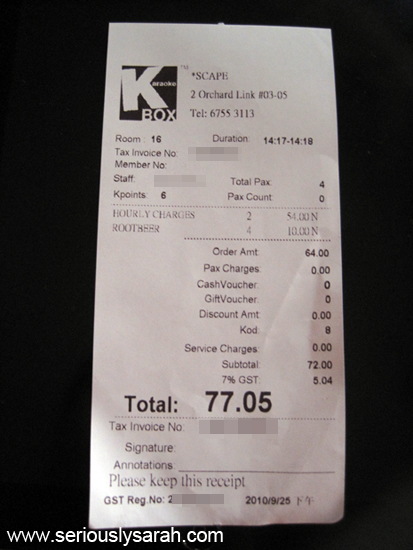 Karaoke
BOX
TM
*SCAPE
2 Orchard Link #03-05
Tel: 6755 3113
Room : 16 Duration: 14:17-14:18
Tax Invoice No:
Member No:
Staff: Total Pax: 4
Kpoints: 6 Pax Count: 0
HOURLY CHARGES 2 54.00 N
ROOTBEER 4 10.00 N
Order Amt: 64.00
Pax Charges: 0.00
CashVoucher: 0
GiftVoucher: 0
Discount Amt: 0.00
Kod: 8
Service Charges: 0.00
Subtotal: 72.00
7% GST: 5.04
Total: 77.05
Tax Invoice No:
Signature:
Annotations:
Please keep this receipt
GST Reg.No: 2 2010/9/25 下午
www.seriouslysarah.com